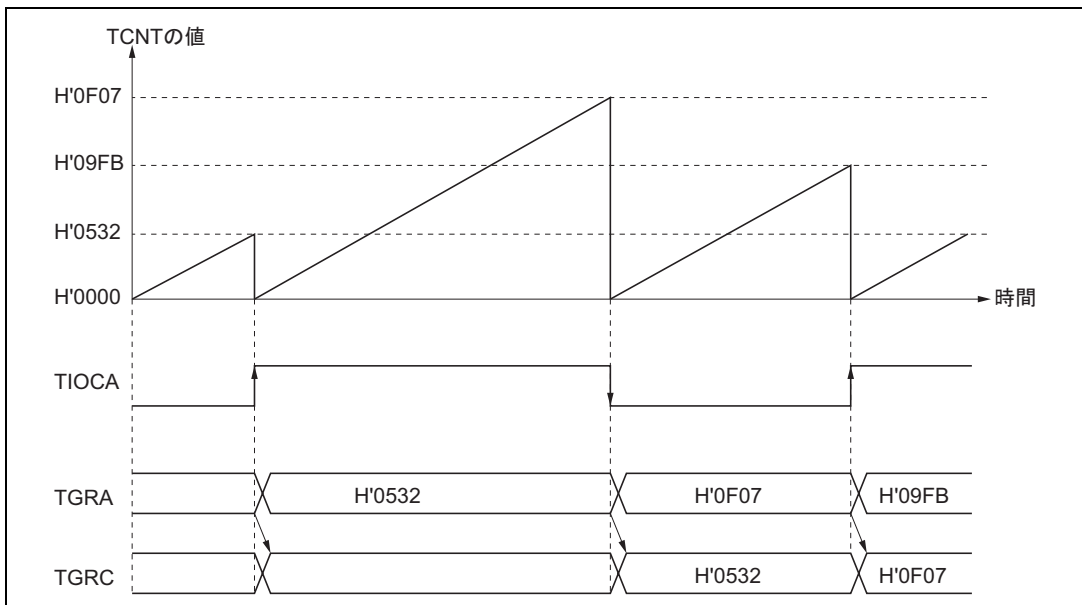 TCNTの値
H'0F07
H'09FB
H'0532
H'0000
時間
TIOCA
TGRA
H'0532
H'0F07
H'09FB
TGRC
H'0532
H'0F07